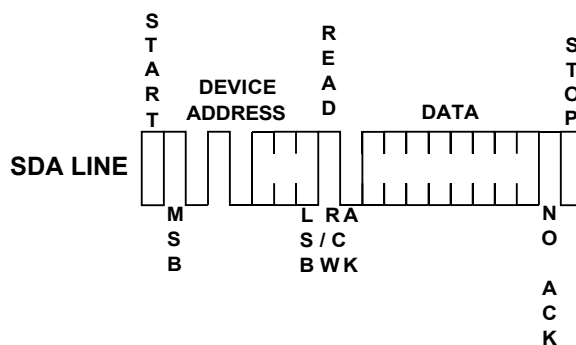 START
READ
STOP
DEVICE
ADDRESS
DATA
SDA LINE
MSB
LSB
R/W
ACK
NO ACK